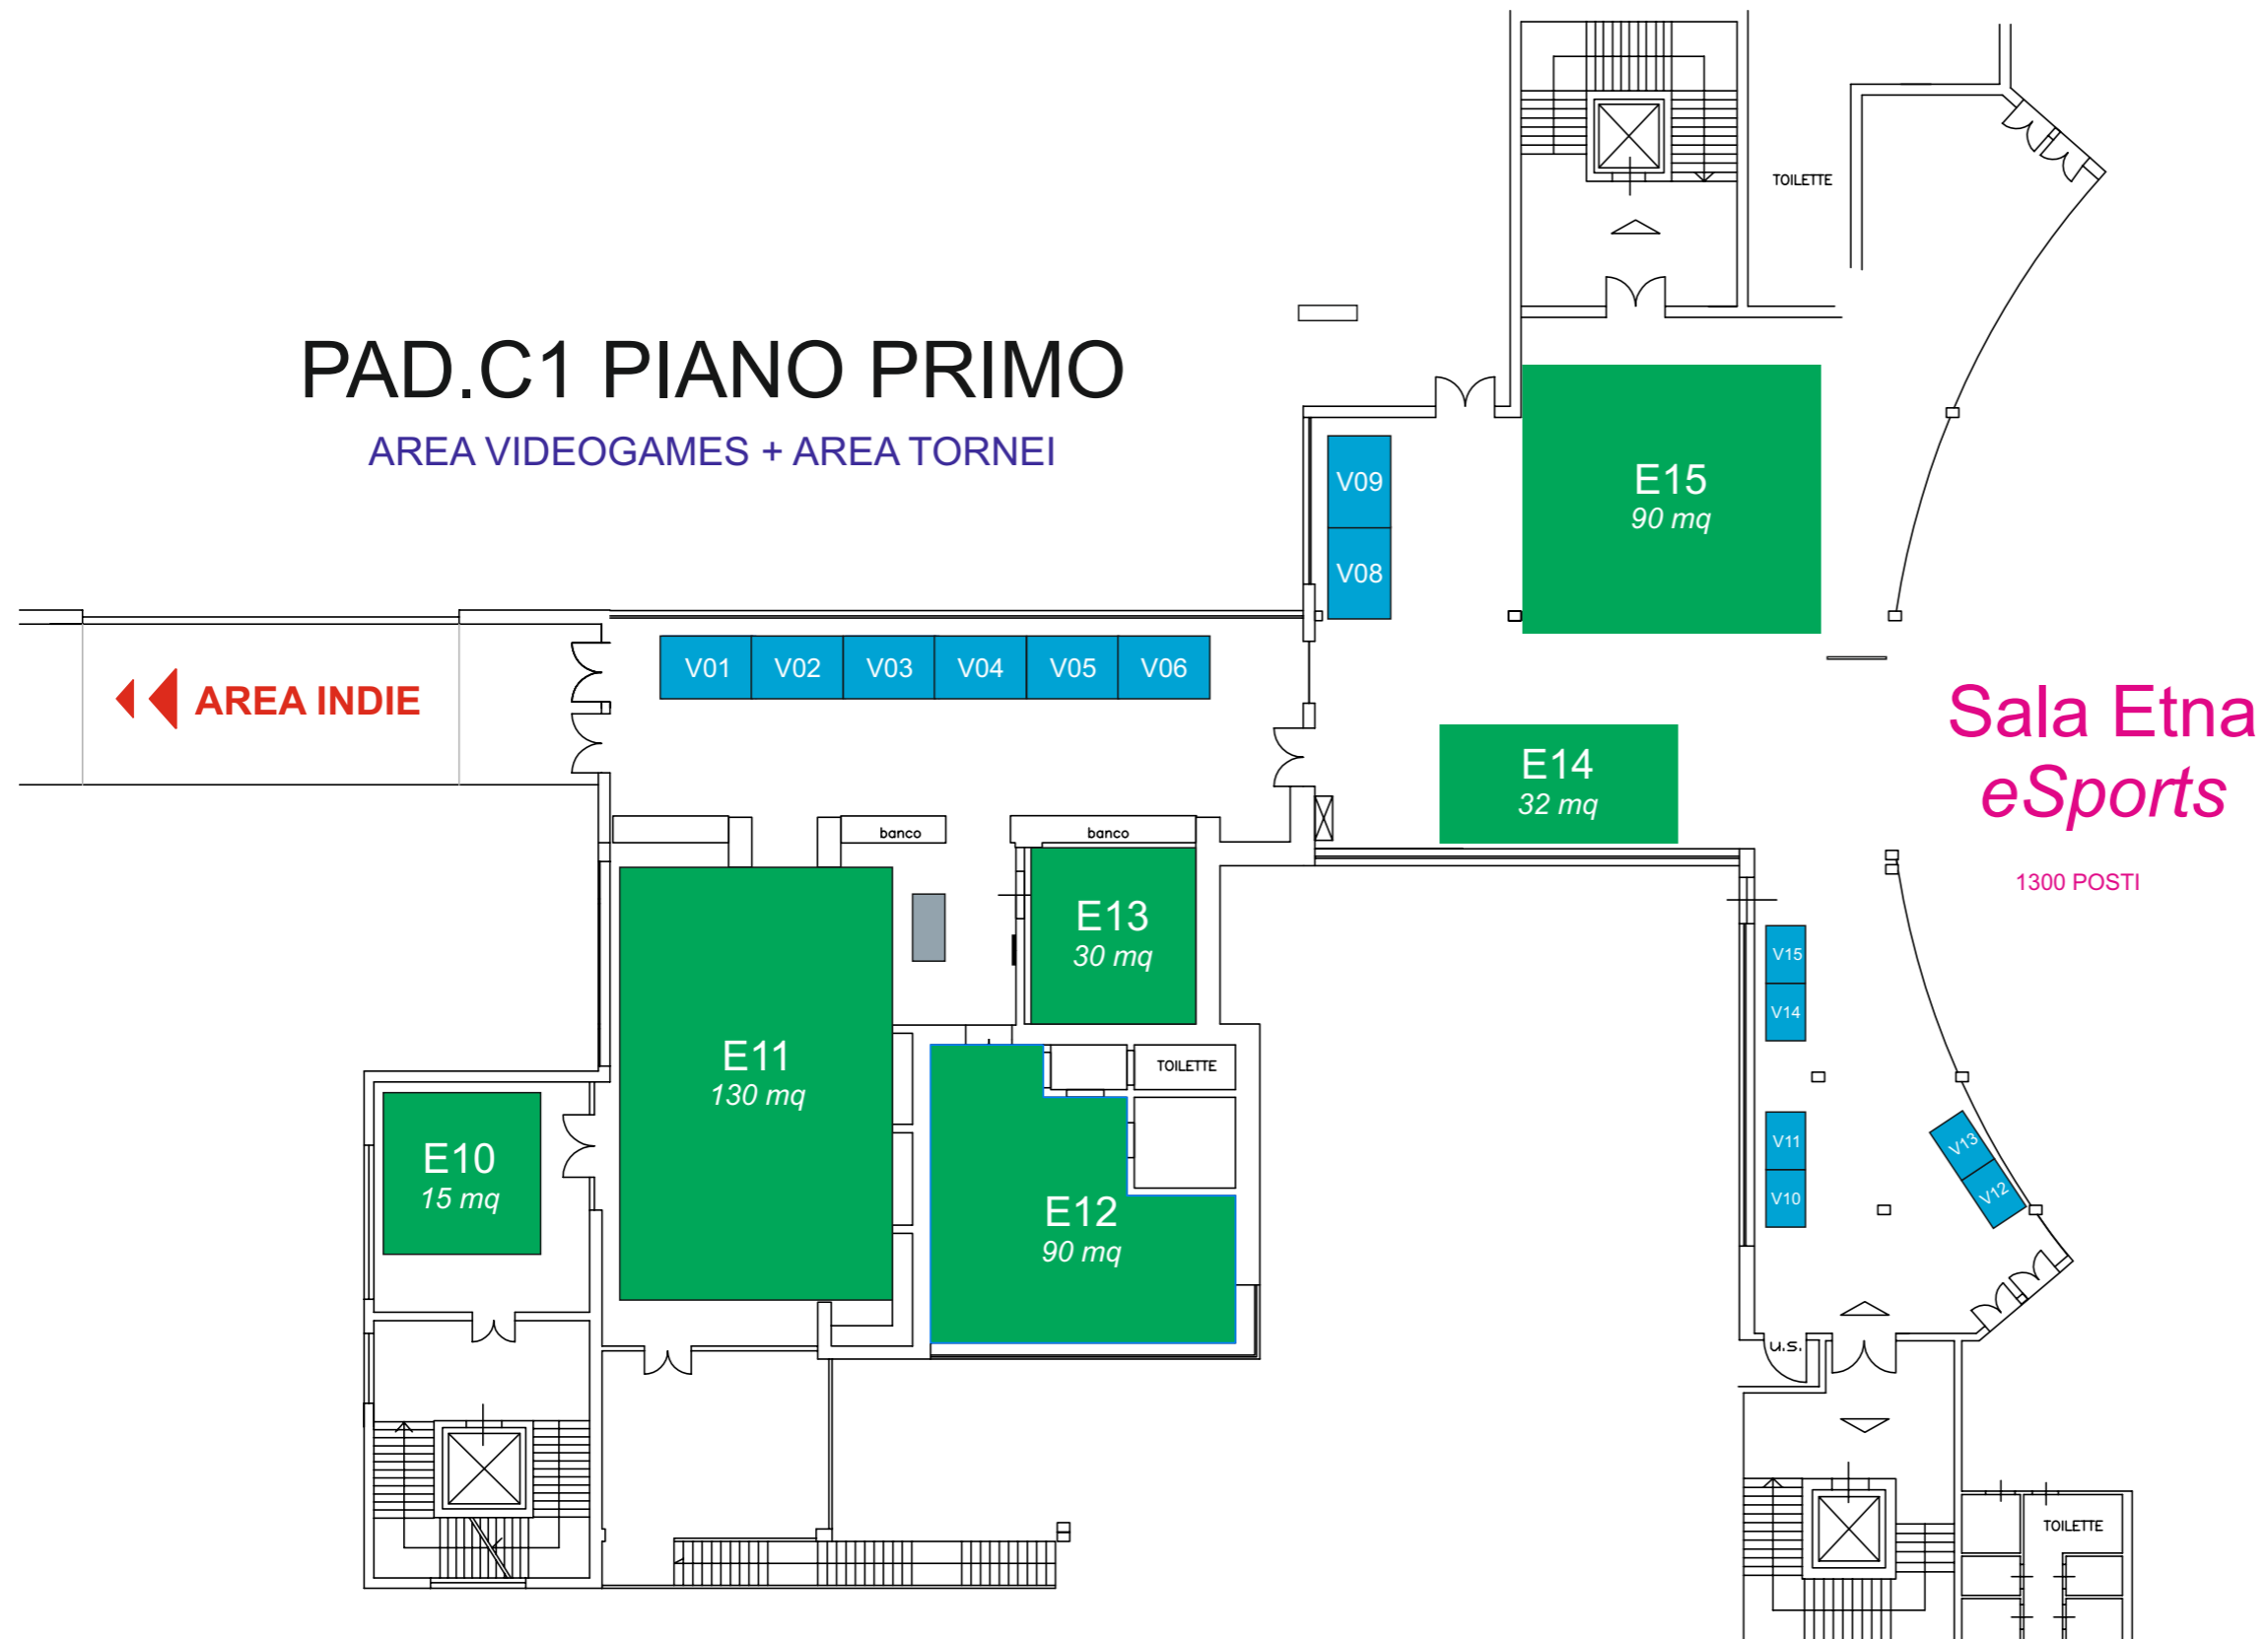 TOILETTE
PAD.C1 PIANO PRIMO
AREA VIDEOGAMES + AREA TORNEI
V09
V08
E15
90 mq
AREA INDIE
V01
V02
V03
V04
V05
V06
E14
32 mq
Sala Etna
eSports
1300 POSTI
banco
banco
E13
30 mq
V15
V14
E11
130 mq
TOILETTE
E10
15 mq
E12
90 mq
V11
V10
V13
V12
u.s.
TOILETTE